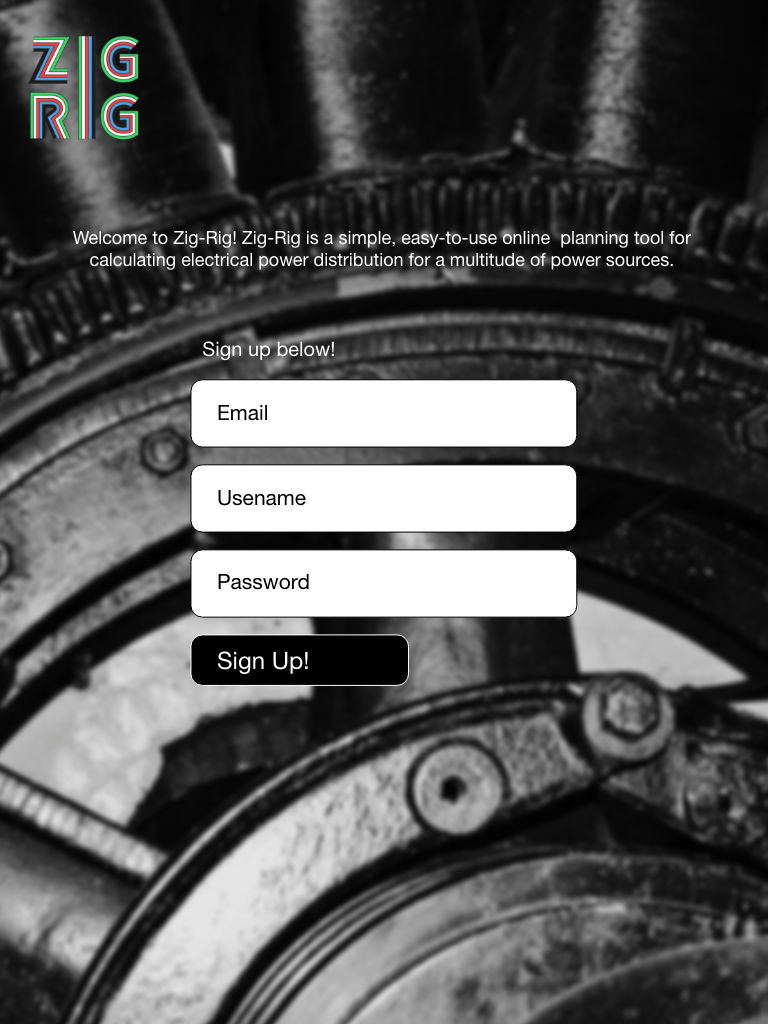 ZIG
RIG
Welcome to Zig-Rig! Zig-Rig is a simple, easy-to-use online  planning tool for
calculating electrical power distribution for a multitude of power sources.
Sign up below!
Email
Usename
Password
Sign Up!